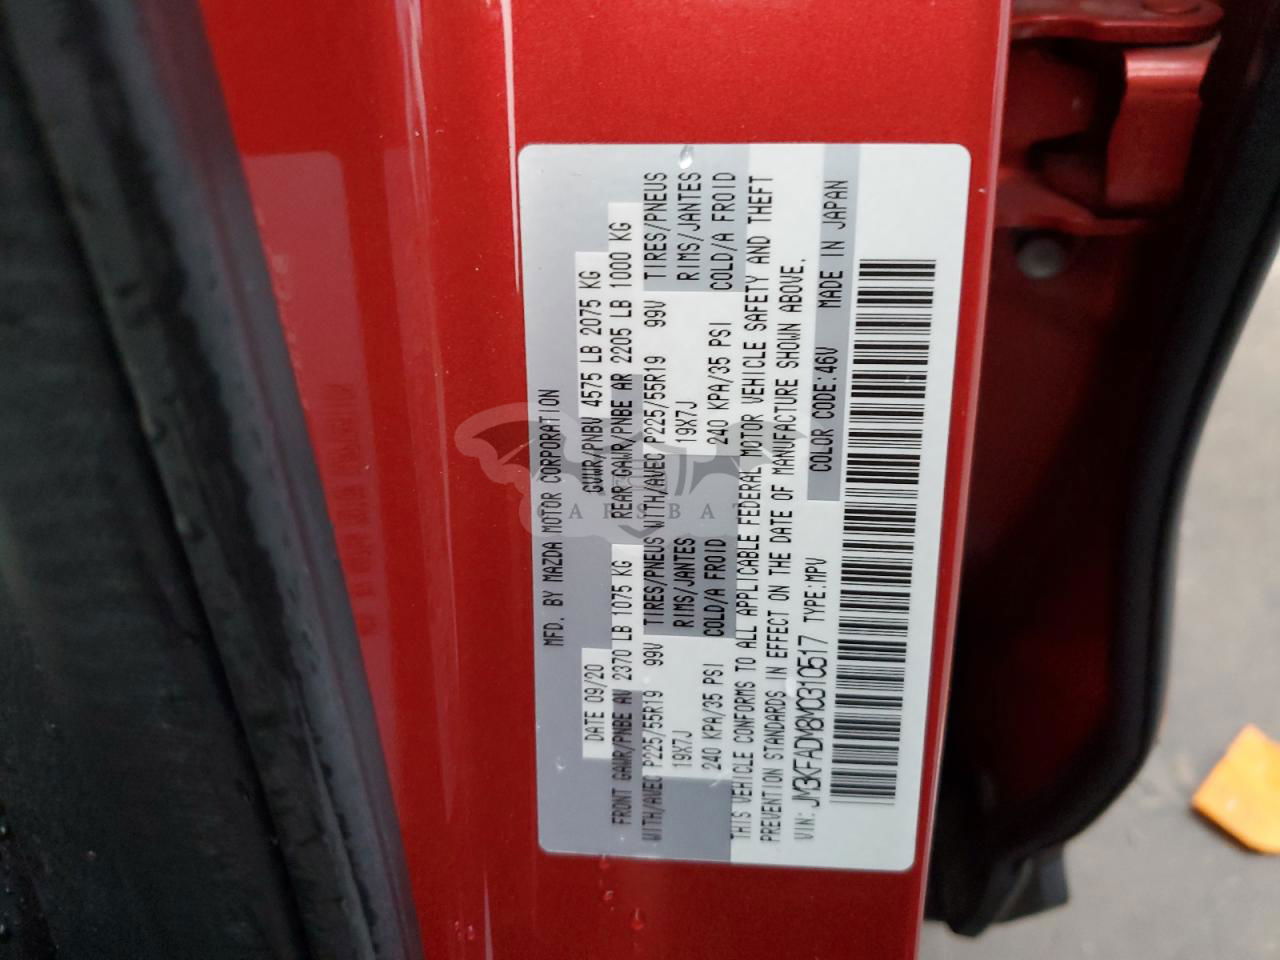 MFD. BY MAZDA MOTOR CORPORATION
DATE 09/20 GVWR/PNBV 4575 LB 2075 KG
FRONT GAWR/PNBE AV 2370 LB 1075 KG REAR GAWR/PNBE AR 2205 LB 1000 KG
WITH/AVEC P225/55R19 99V TIRES/PNEUS WITH/AVEC P225/55R19 99V TIRES/PNEUS
19X7J RIMS/JANTES 19X7J RIMS/JANTES
240 KPA/35 PSI COLD/A FROID 240 KPA/35 PSI COLD/A FROID
THIS VEHICLE CONFORMS TO ALL APPLICABLE FEDERAL MOTOR VEHICLE SAFETY AND THEFT
PREVENTION STANDARDS IN EFFECT ON THE DATE OF MANUFACTURE SHOWN ABOVE.
VIN: JM3KFADM8M0310517 TYPE:MPV COLOR CODE:46V MADE IN JAPAN